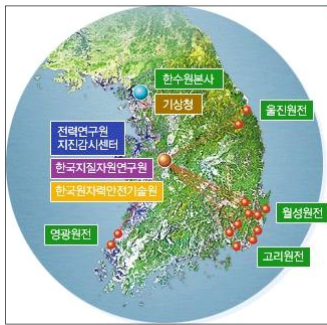 한수원본사
기상청
울진원전
전력연구원
지진감시센터
한국지질자원연구원
한국원자력안전기술원
월성원전
영광원전
고리원전